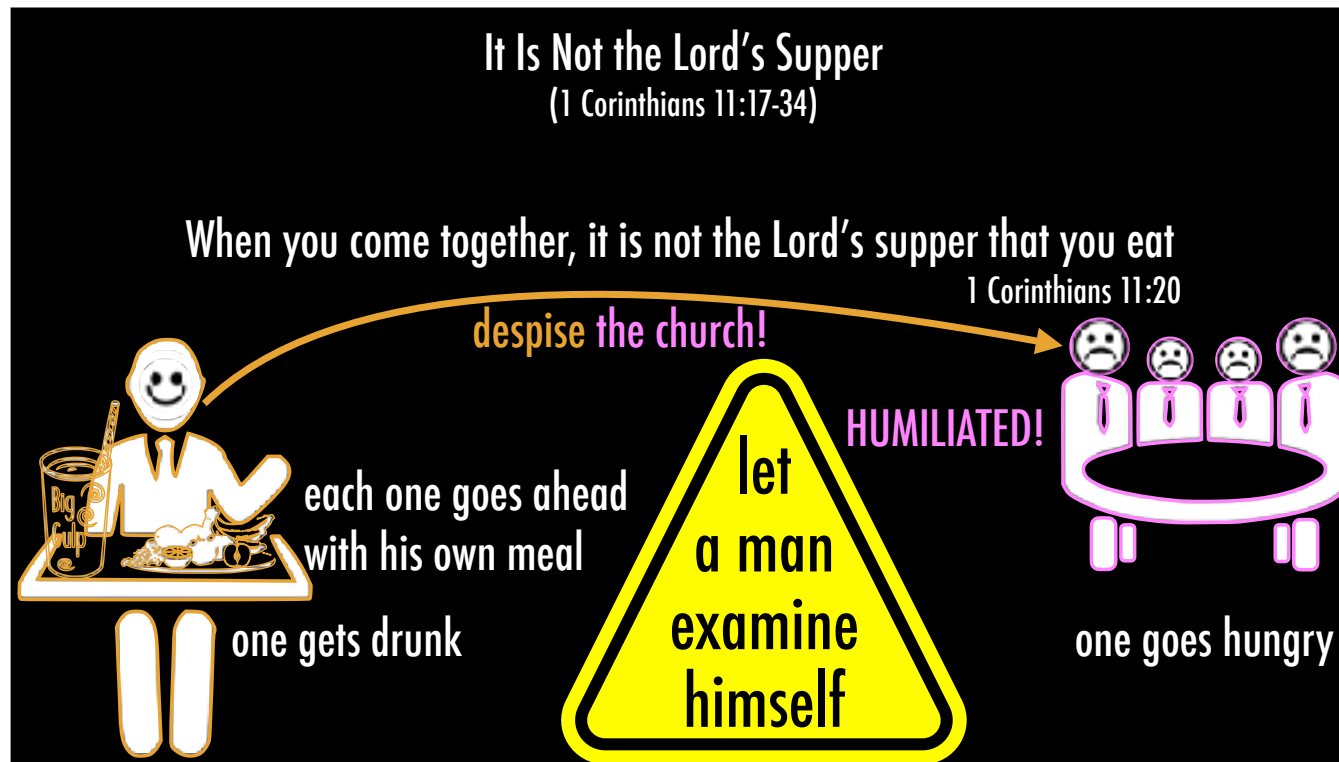 It Is Not the Lord's Supper
(1 Corinthians 11:17-34)
When you come together, it is not the Lord's supper that you eat
1 Corinthians 11:20
despise the church!
HUMILIATED!
Big
Gulp
each one goes ahead
with his own meal
one gets drunk
let
a man
examine
himself
one goes hungry